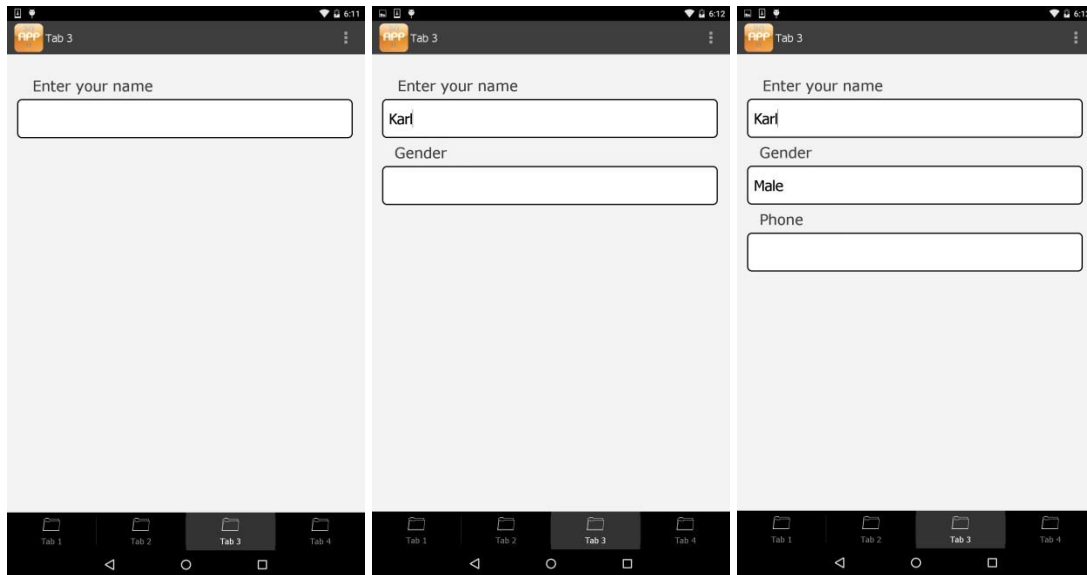 6:11
APP Tab 3
Enter your name
Tab 1 Tab 2 Tab 3 Tab 4
6:12
APP Tab 3
Enter your name
Karl
Gender
Tab 1 Tab 2 Tab 3 Tab 4
6:12
APP Tab 3
Enter your name
Karl
Gender
Male
Phone
Tab 1 Tab 2 Tab 3 Tab 4